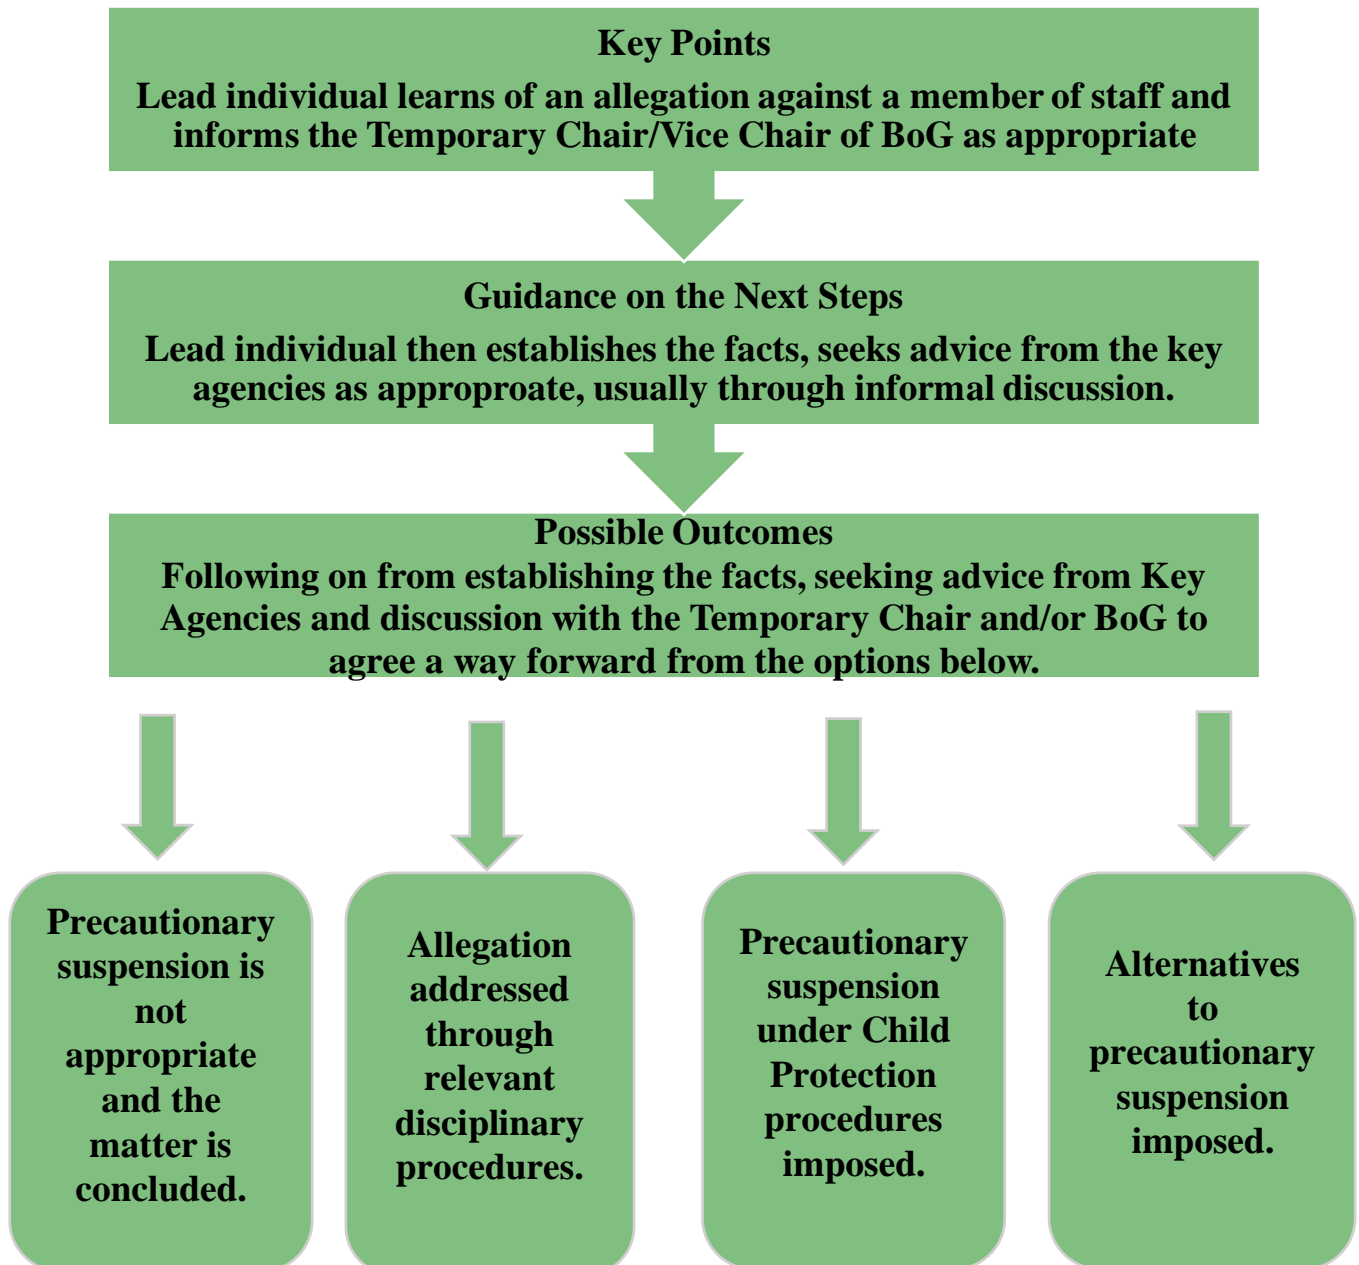 Key Points
Lead individual learns of an allegation against a member of staff and
informs the Temporary Chair/Vice Chair of BoG as appropriate
Guidance on the Next Steps
Lead individual then establishes the facts, seeks advice from the key
agencies as approproate, usually through informal discussion.
Possible Outcomes
Following on from establishing the facts, seeking advice from Key
Agencies and discussion with the Temporary Chair and/or BoG to
agree a way forward from the options below.
Precautionary
suspension is
not
appropriate
and the
matter is
concluded.
Allegation
addressed
through
relevant
disciplinary
procedures.
Precautionary
suspension
under Child
Protection
procedures
imposed.
Alternatives
to
precautionary
suspension
imposed.